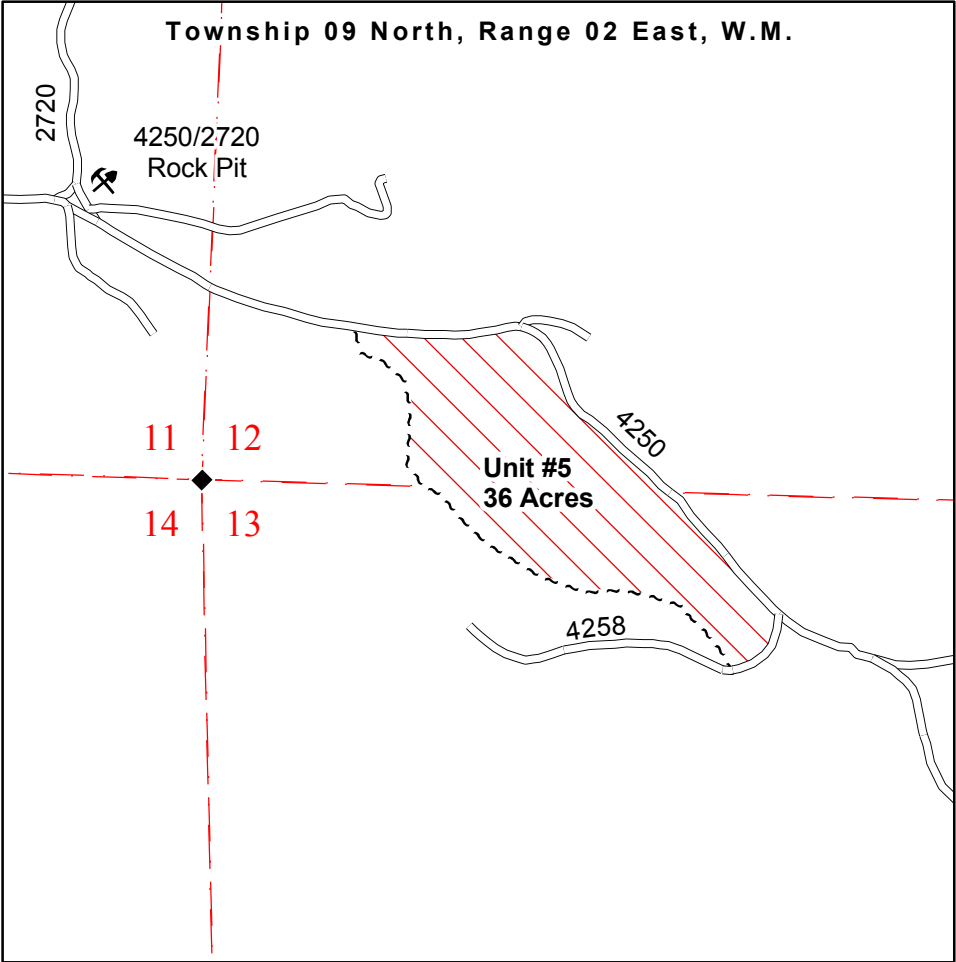 Township 09 North, Range 02 East, W.M.
2720
4250/2720
Rock Pit
4250
11
12
Unit #5
36 Acres
14
13
4258